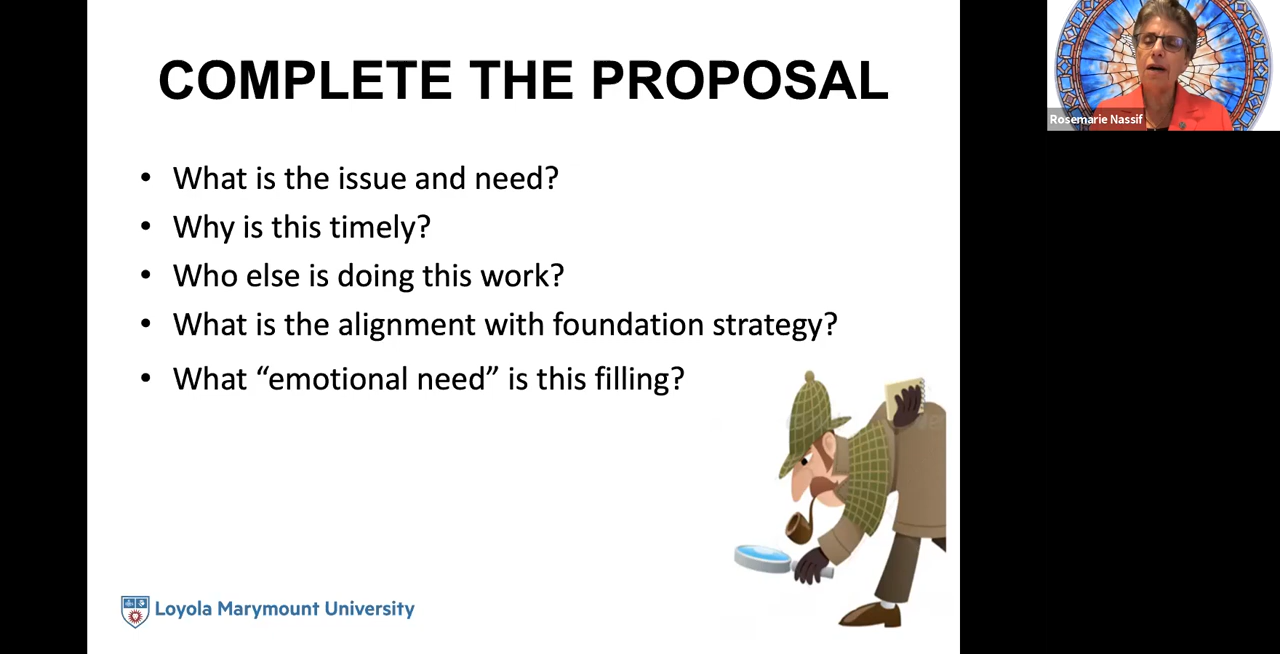 COMPLETE THE PROPOSAL
• What is the issue and need?
• Why is this timely?
• Who else is doing this work?
• What is the alignment with foundation strategy?
• What “emotional need” is this filling?
Loyola Marymount University
Rosemarie Nassif